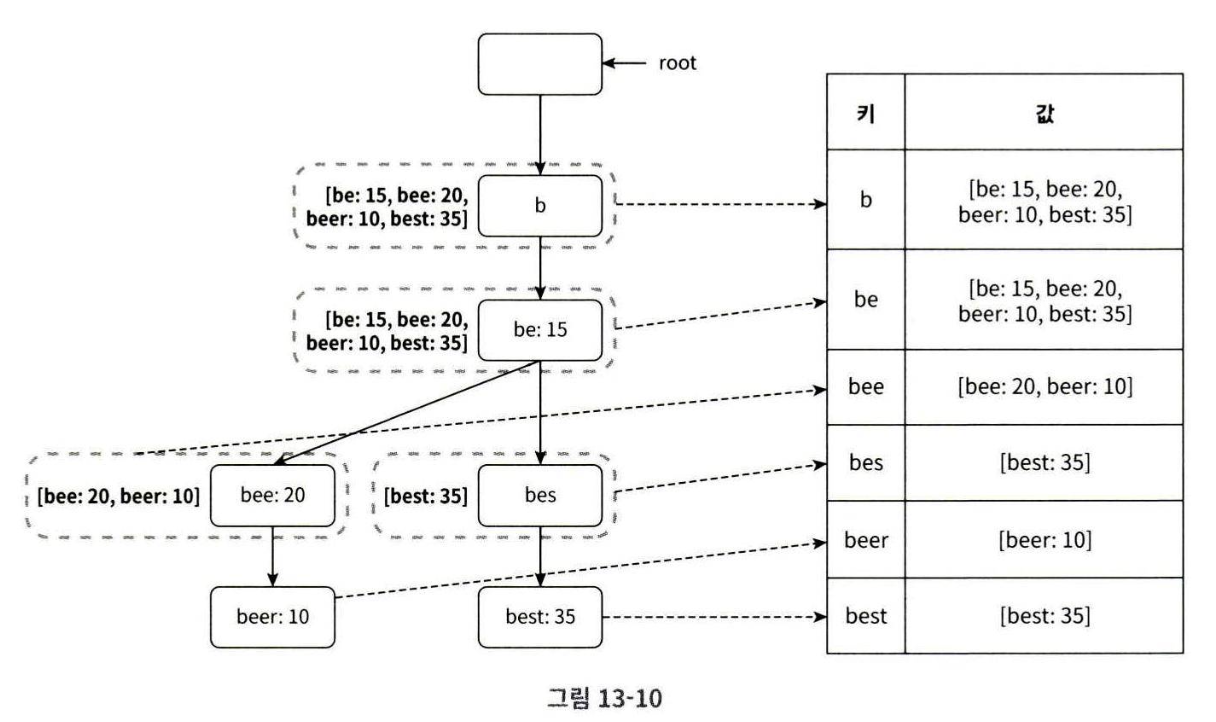 root
[be: 15, bee: 20,
beer: 10, best: 35]
b
[be: 15, bee: 20,
beer: 10, best: 35]
be: 15
[bee: 20, beer: 10]
bee: 20
[best: 35]
bes
beer: 10
best: 35
키
값
b
[be: 15, bee: 20,
beer: 10, best: 35]
be
[be: 15, bee: 20,
beer: 10, best: 35]
bee
[bee: 20, beer: 10]
bes
[best: 35]
beer
[beer: 10]
best
[best: 35]
그림 13-10